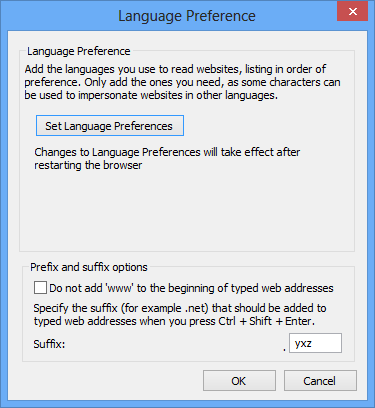 Language Preference
Language Preference
Add the languages you use to read websites, listing in order of
preference. Only add the ones you need, as some characters can
be used to impersonate websites in other languages.
Set Language Preferences
Changes to Language Preferences will take effect after
restarting the browser
Prefix and suffix options
Do not add 'www' to the beginning of typed web addresses
Specify the suffix (for example .net) that should be added to
typed web addresses when you press Ctrl + Shift + Enter.
Suffix: . yxz
OK Cancel